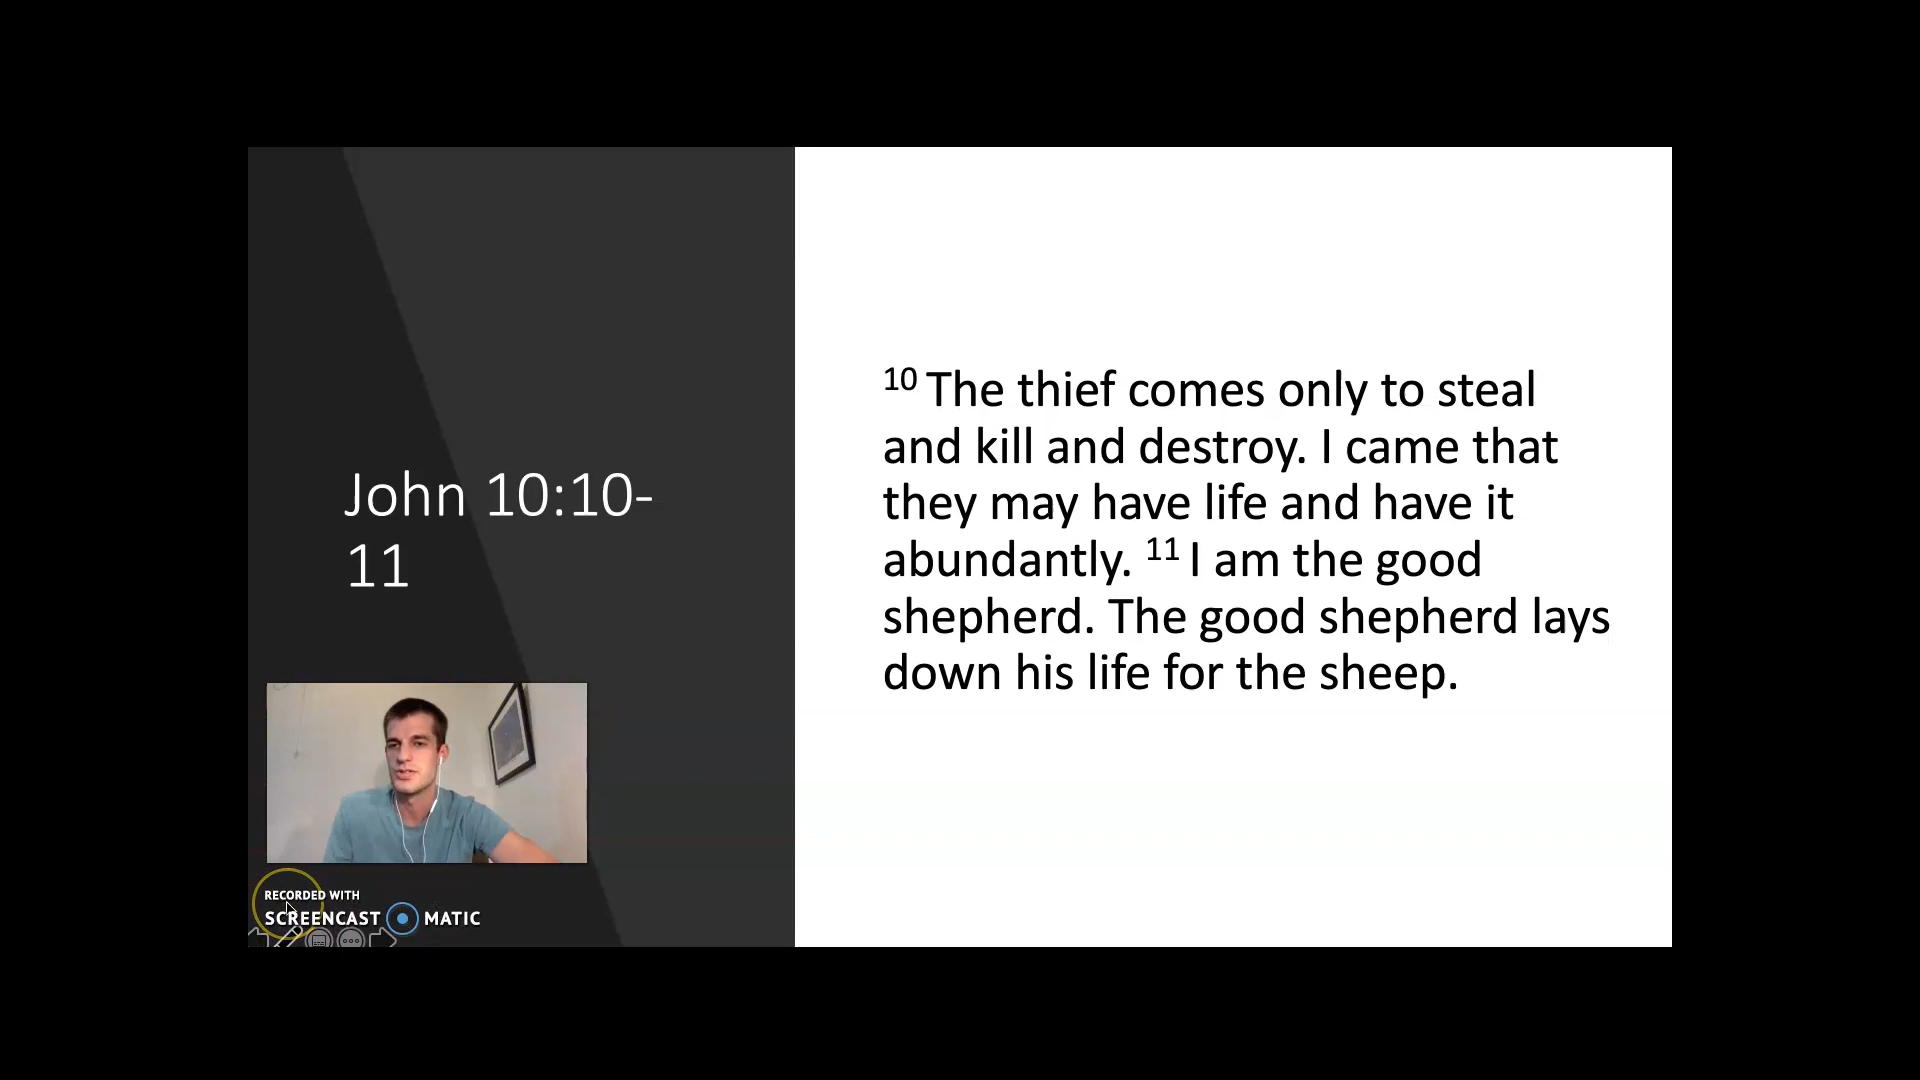 John 10:10-
11
10 The thief comes only to steal
and kill and destroy. I came that
they may have life and have it
abundantly. 11 I am the good
shepherd. The good shepherd lays
down his life for the sheep.
RECORDED WITH
SCREENCAST MATIC